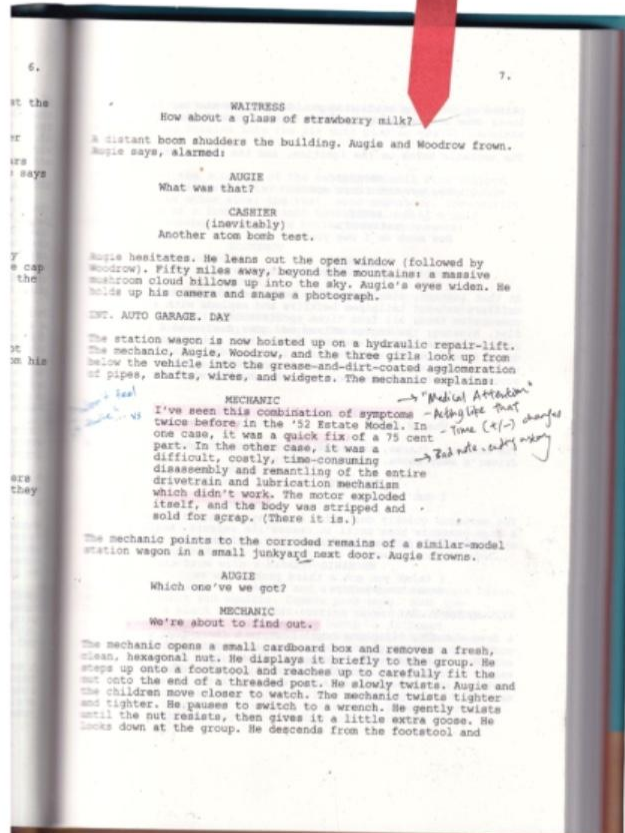 6.
7.
st the
says
cap
the
his
they
WAITRESS
How about a glass of strawberry milk?
A distant boom shudders the building. Augie and Woodrow frown.
Augie says, alarmed:
AUGIE
What was that?
CASHIER
(inevitably)
Another atom bomb test.
Augie hesitates. He leans out the open window (followed by
Woodrow). Fifty miles away, beyond the mountains: a massive
mushroom cloud billows up into the sky. Augie's eyes widen. He
holds up his camera and snaps a photograph.
INT. AUTO GARAGE. DAY
The station wagon is now hoisted up on a hydraulic repair-lift.
The mechanic, Augie, Woodrow, and the three girls look up from
below the vehicle into the grease-and-dirt-coated agglomeration
of pipes, shafts, wires, and widgets. The mechanic explains:
MECHANIC
I've seen this combination of symptoms
twice before in the '52 Estate Model. In
one case, it was a quick fix of a 75 cent
part. In the other case, it was a
difficult, costly, time-consuming
disassembly and remantling of the entire
drivetrain and lubrication mechanism
which didn't work. The motor exploded
itself, and the body was stripped and
sold for scrap. (There it is.)
feel
vs
→ "Medical Attention"
- Acting like that
- Time (+/-) changes
→ Bad note, ending
The mechanic points to the corroded remains of a similar-model
station wagon in a small junkyard next door. Augie frowns.
AUGIE
Which one've we got?
MECHANIC
We're about to find out.
The mechanic opens a small cardboard box and removes a fresh,
clean, hexagonal nut. He displays it briefly to the group. He
steps up onto a footstool and reaches up to carefully fit the
nut onto the end of a threaded post. He slowly twists. Augie and
the children move closer to watch. The mechanic twists tighter
and tighter. He pauses to switch to a wrench. He gently twists
until the nut resists, then gives it a little extra goose. He
looks down at the group. He descends from the footstool and